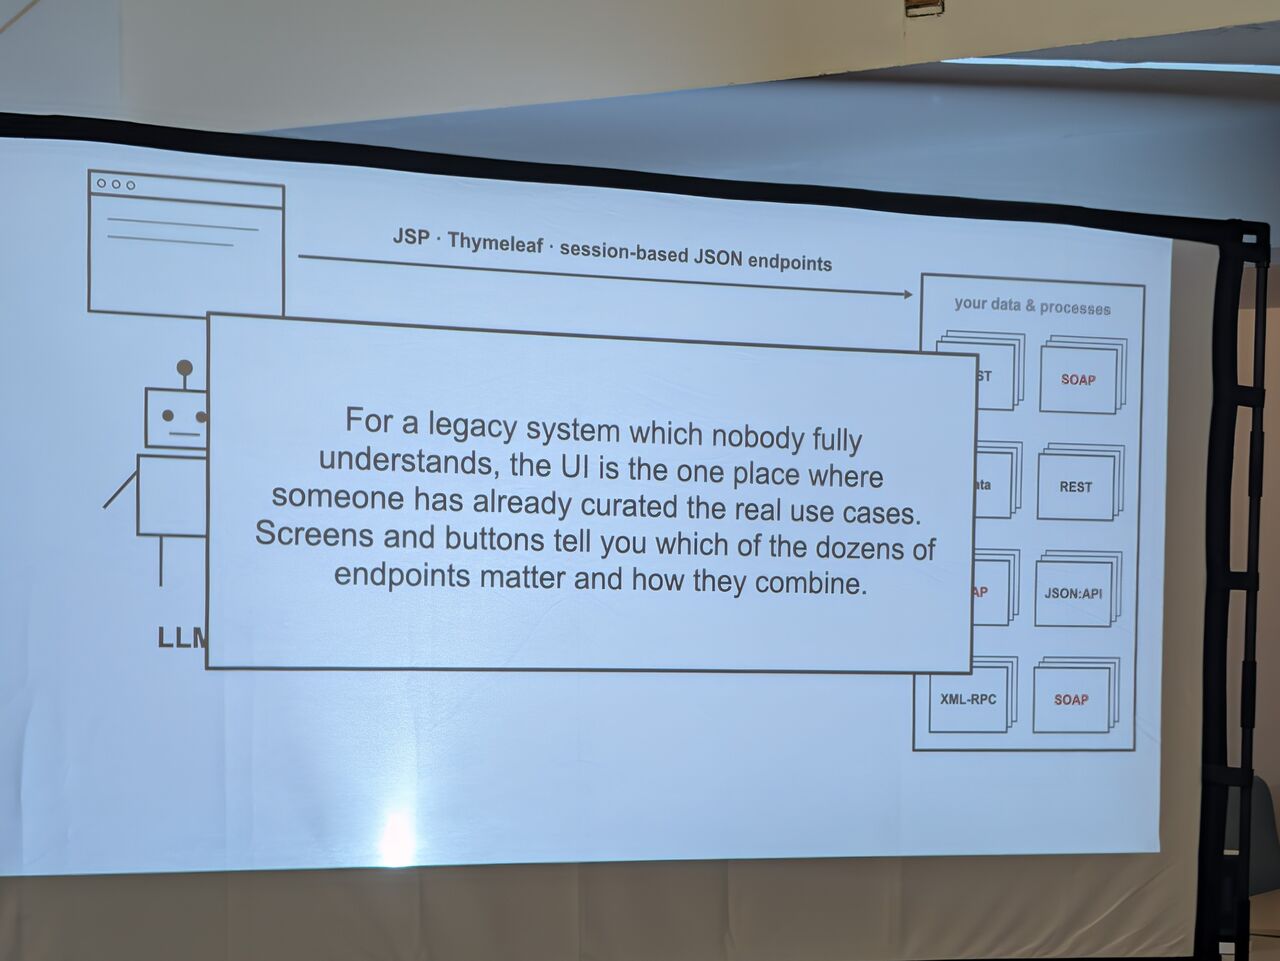 JSP · Thymeleaf · session-based JSON endpoints
your data & processes
SOAP
For a legacy system which nobody fully
understands, the UI is the one place where
someone has already curated the real use cases.
Screens and buttons tell you which of the dozens of
endpoints matter and how they combine.
REST
JSON:API
XML-RPC
SOAP